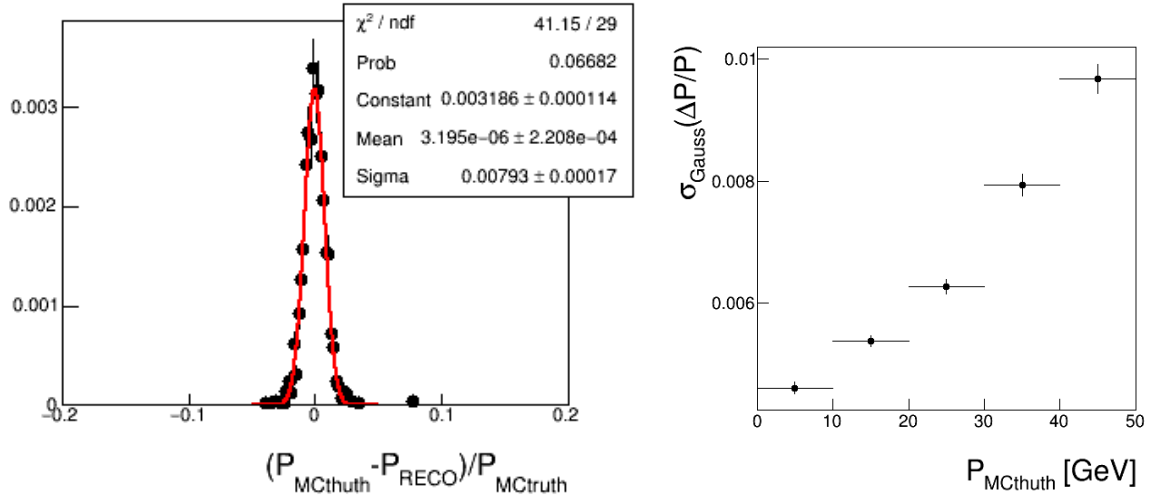 χ² / ndf 41.15 / 29
Prob 0.06682
Constant 0.003186 ± 0.000114
Mean 3.195e−06 ± 2.208e−04
Sigma 0.00793 ± 0.00017
0.003
0.002
0.001
0
−0.2 −0.1 0 0.1 0.2
(P_MCthuth-P_RECO)/P_MCtruth
σ_Gauss(ΔP/P)
0.01
0.008
0.006
0 10 20 30 40 50
P_MCthuth [GeV]